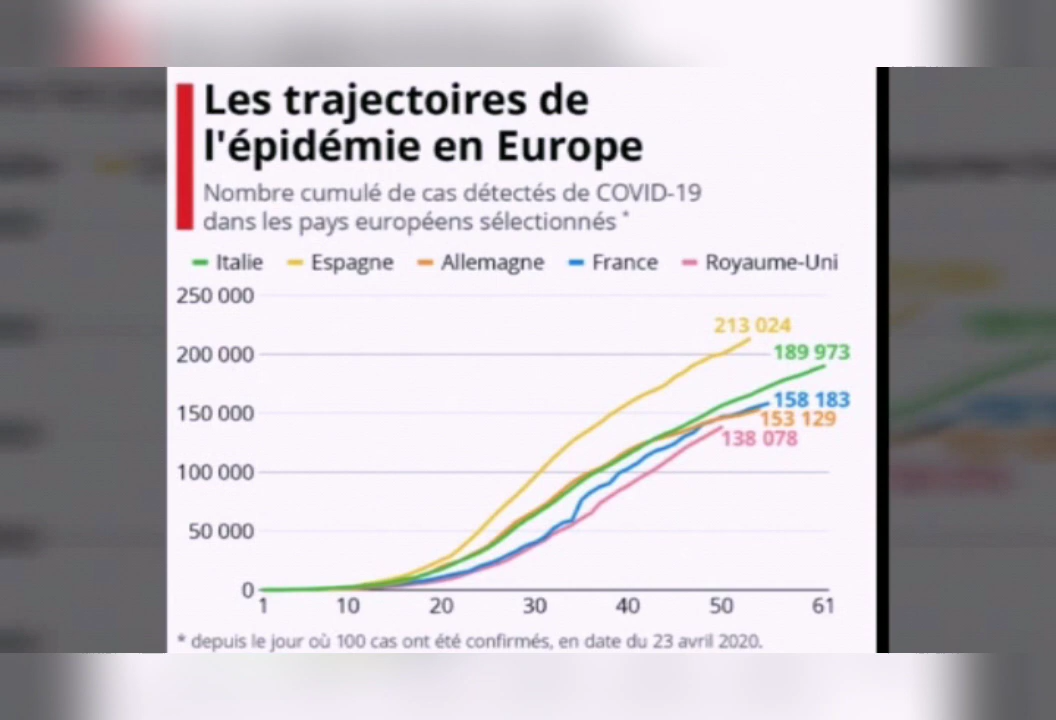 Les trajectoires de
l'épidémie en Europe
Nombre cumulé de cas détectés de COVID-19
dans les pays européens sélectionnés *
Italie Espagne Allemagne France Royaume-Uni
250 000
213 024
200 000
189 973
158 183
150 000
153 129
138 078
100 000
50 000
0
1 10 20 30 40 50 61
* depuis le jour où 100 cas ont été confirmés, en date du 23 avril 2020.